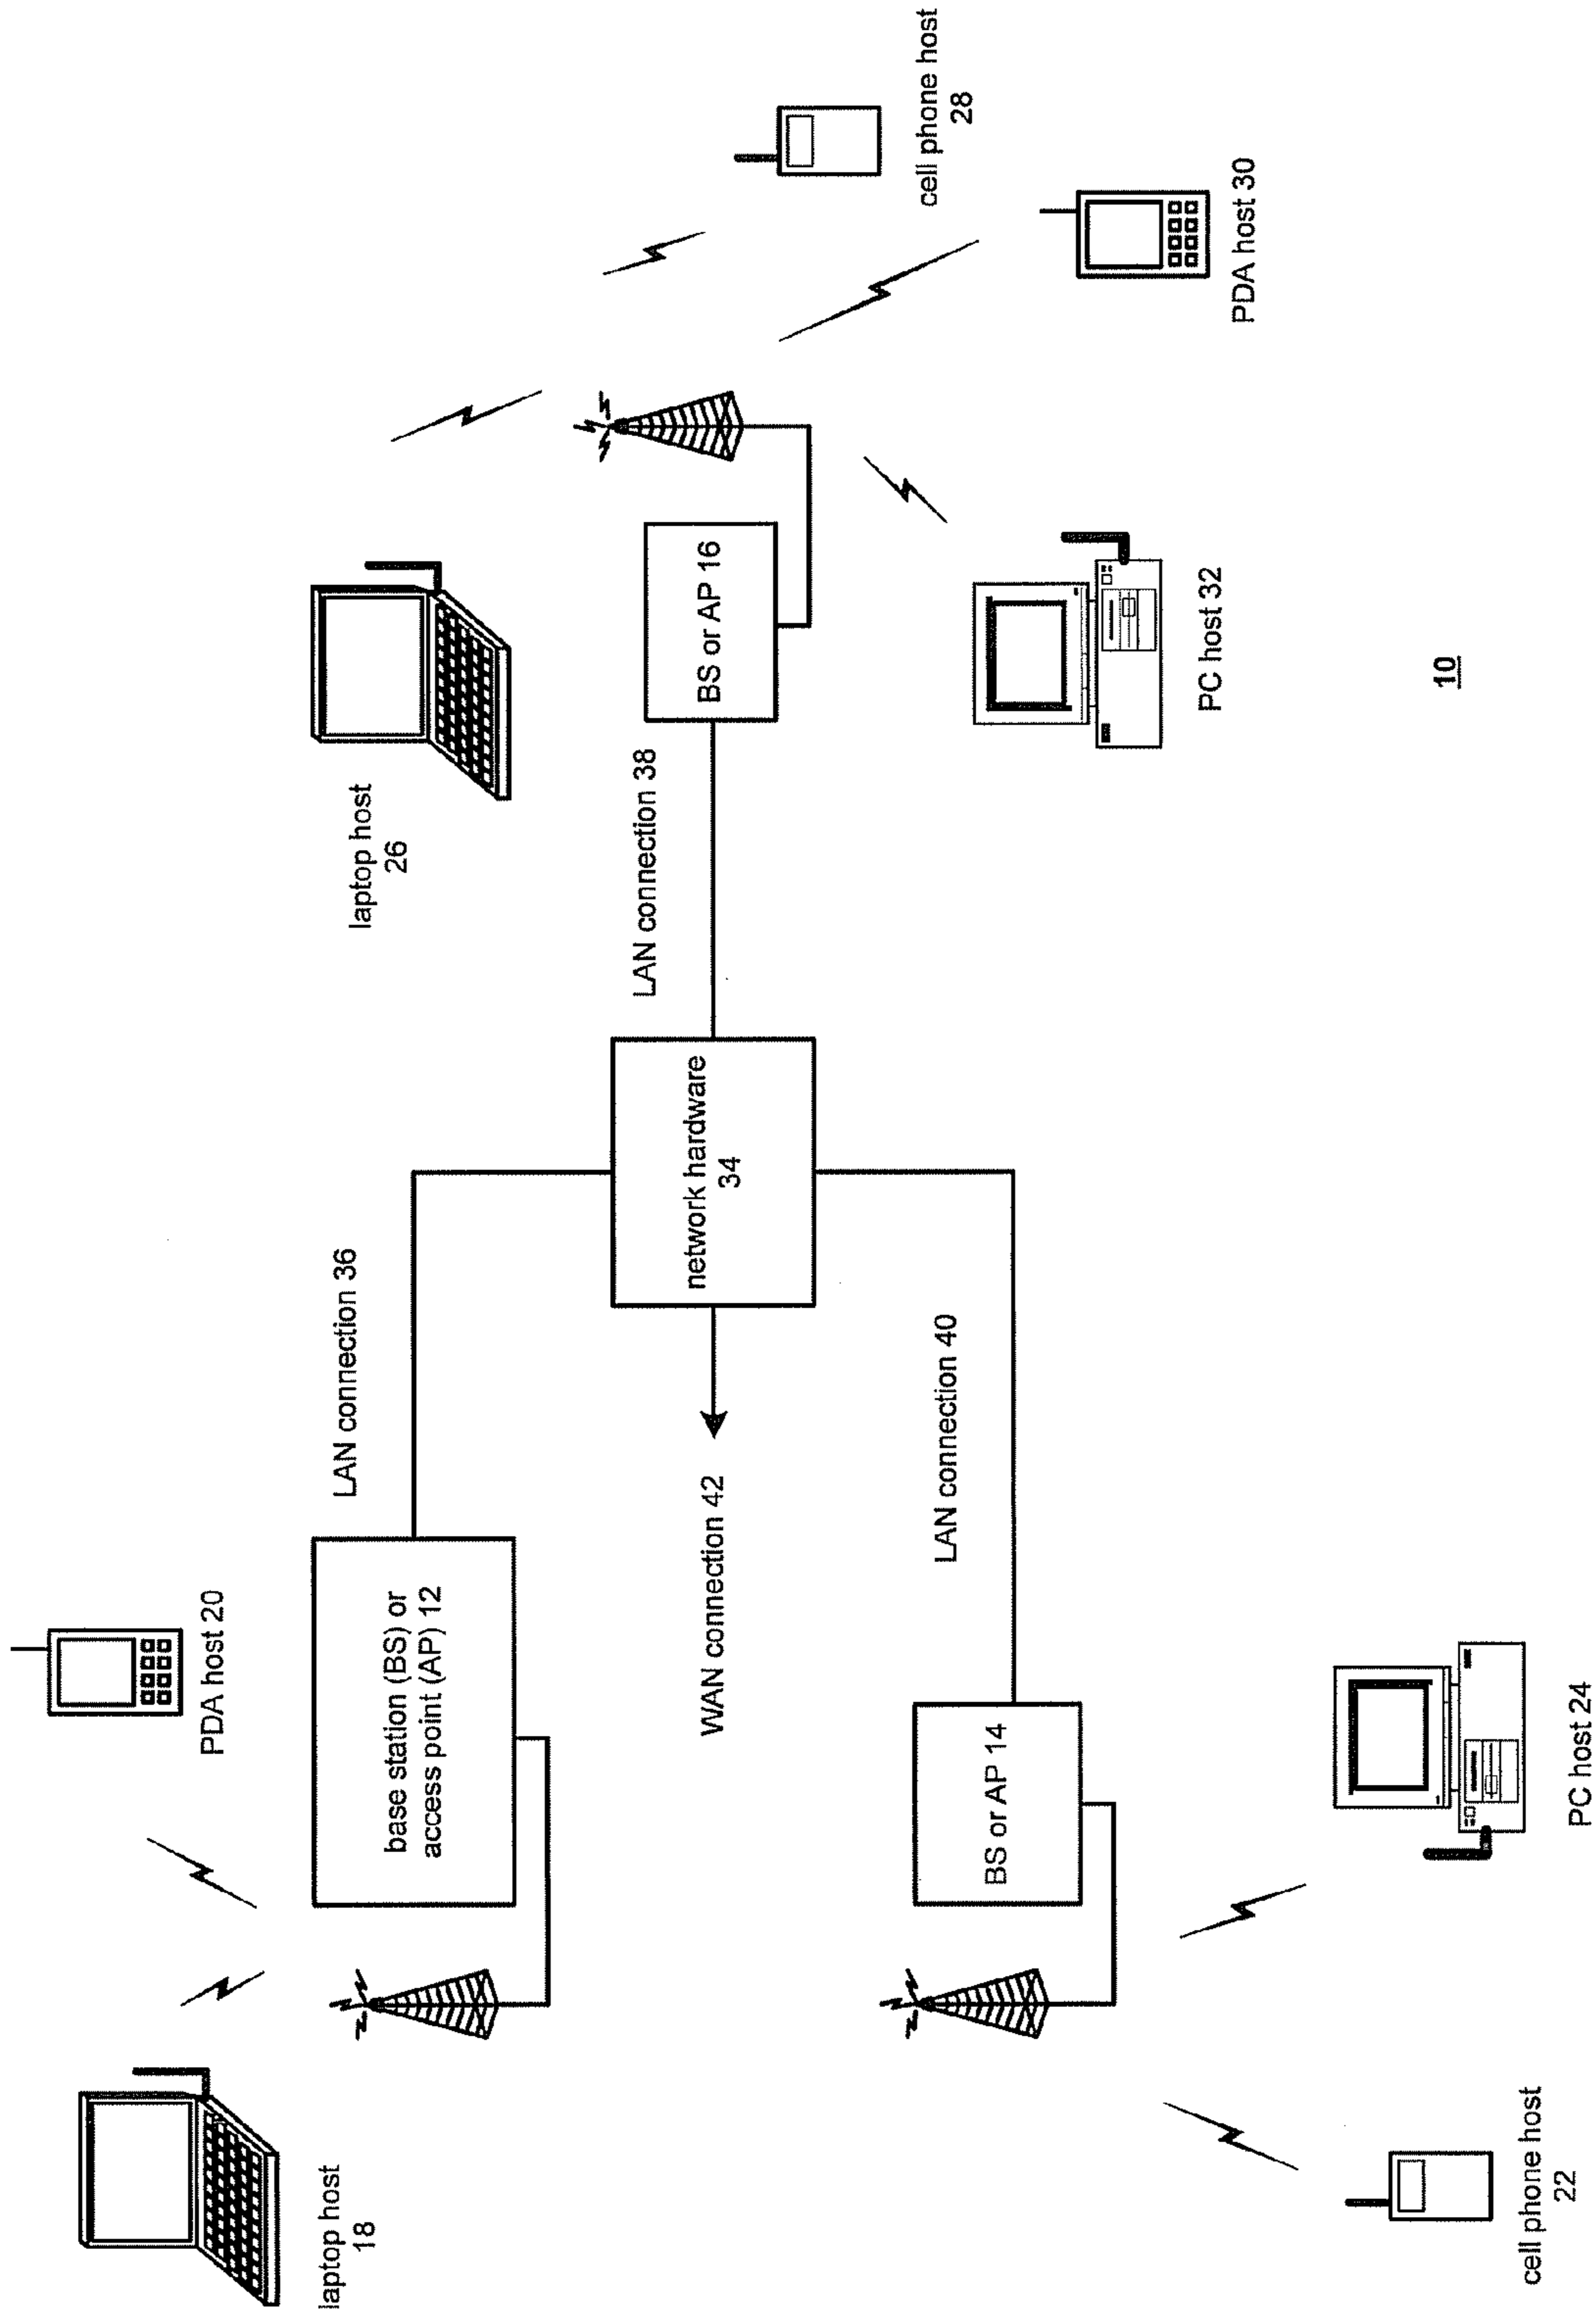 PDA host 20
laptop host
18
LAN connection 36
laptop host
26
base station (BS) or
access point (AP) 12
LAN connection 38
WAN connection 42
network hardware
34
BS or AP 16
cell phone host
28
LAN connection 40
BS or AP 14
PC host 32
PDA host 30
10
cell phone host
22
PC host 24